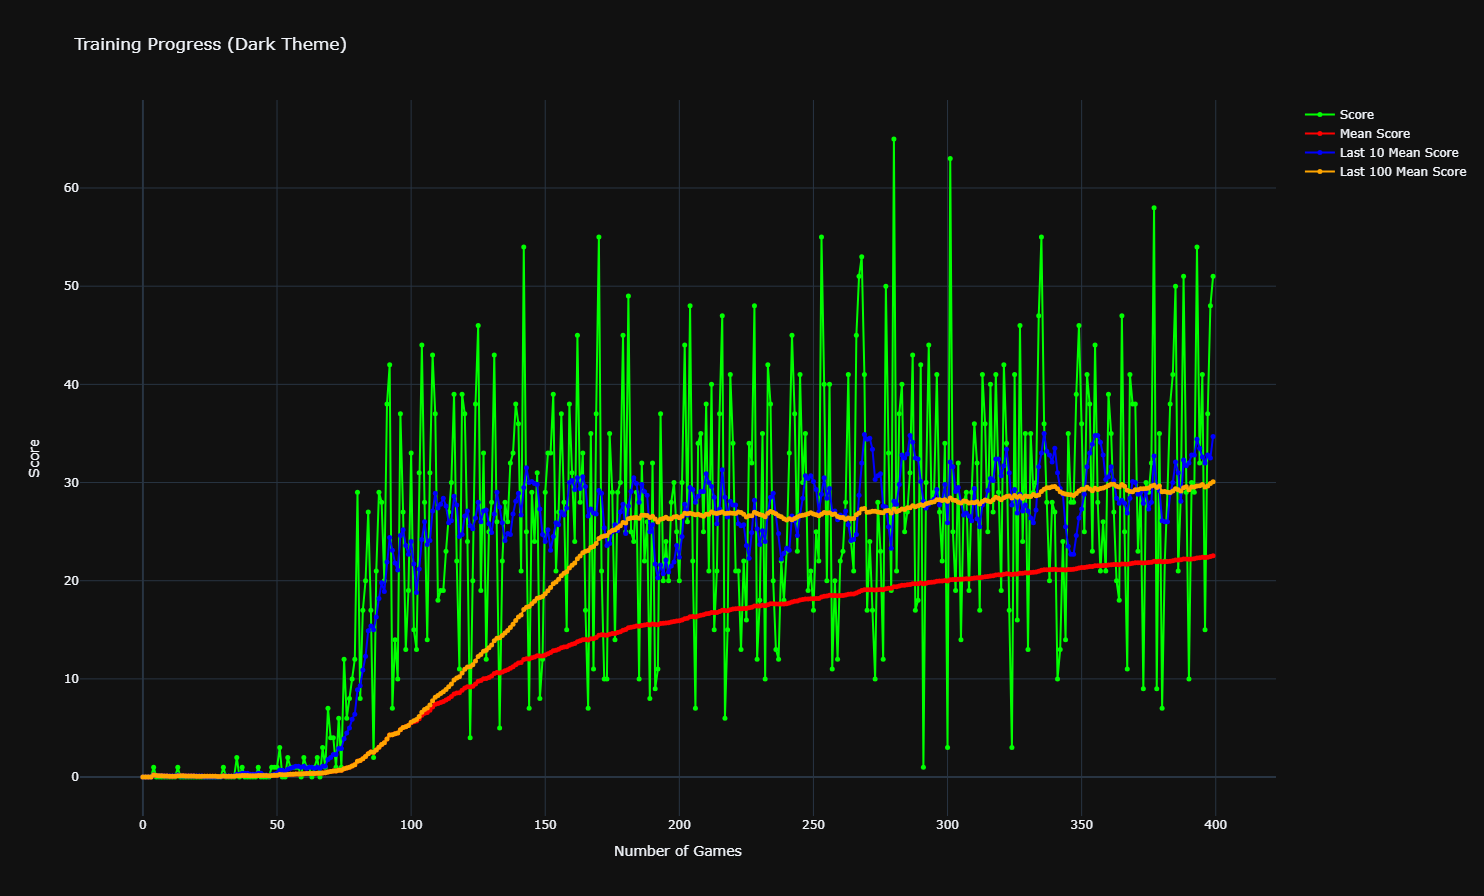 Training Progress (Dark Theme)
Score
Mean Score
Last 10 Mean Score
Last 100 Mean Score
60
50
40
30
20
10
0
Score
0 50 100 150 200 250 300 350 400
Number of Games